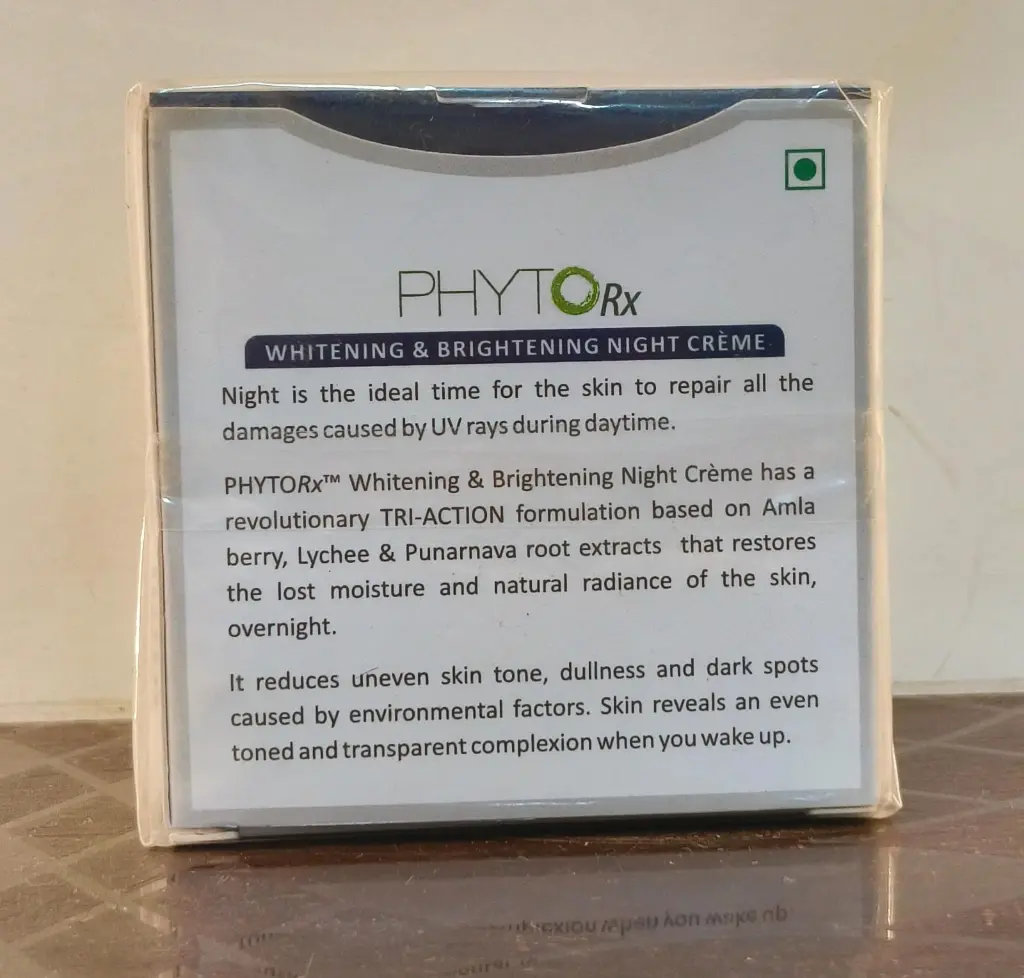 PHYTORx
WHITENING & BRIGHTENING NIGHT CRÈME
Night is the ideal time for the skin to repair all the
damages caused by UV rays during daytime.
PHYTORx™ Whitening & Brightening Night Crème has a
revolutionary TRI-ACTION formulation based on Amla
berry, Lychee & Punarnava root extracts that restores
the lost moisture and natural radiance of the skin,
overnight.
It reduces uneven skin tone, dullness and dark spots
caused by environmental factors. Skin reveals an even
toned and transparent complexion when you wake up.